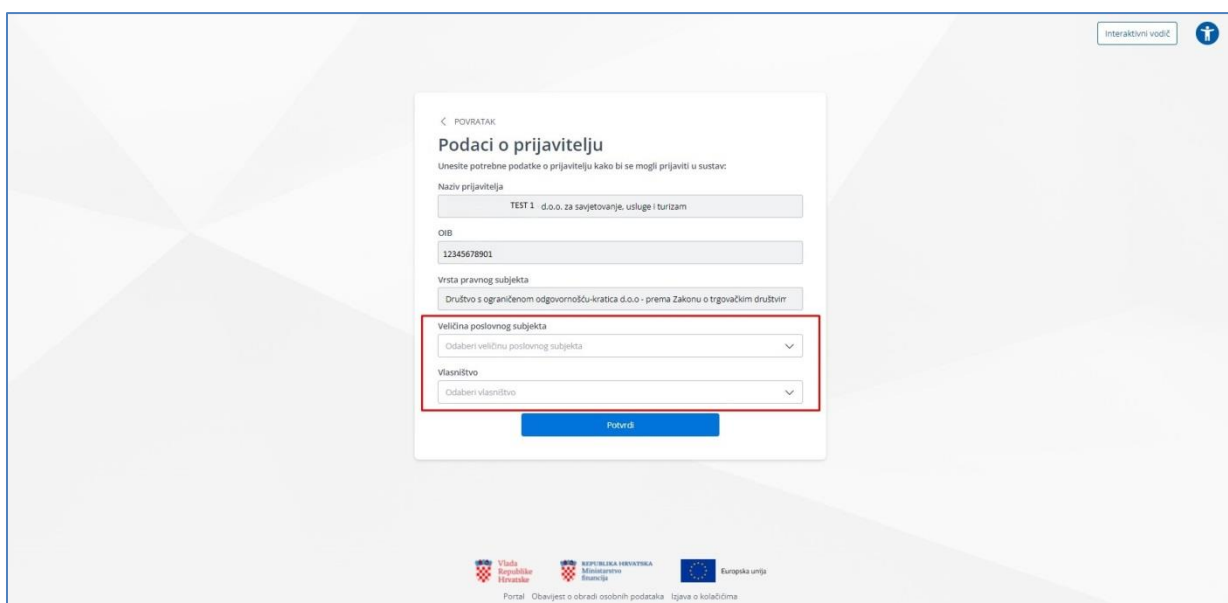 Interaktivni vodič
POVRATAK
Podaci o prijavitelju
Unesite potrebne podatke o prijavitelju kako bi se mogli prijaviti u sustav:
Naziv prijavitelja
TEST 1 d.o.o. za savjetovanje, usluge i turizam
OIB
12345678901
Vrsta pravnog subjekta
Društvo s ograničenom odgovornošću-kratica d.o.o - prema Zakonu o trgovačkim društvim
Veličina poslovnog subjekta
Odaberi veličinu poslovnog subjekta
Vlasništvo
Odaberi vlasništvo
Potvrdi
Vlada
Republike
Hrvatske
REPUBLIKA HRVATSKA
Ministarstvo
financija
Europska unija
Portal Obavijest o obradi osobnih podataka Izjava o kolačićima